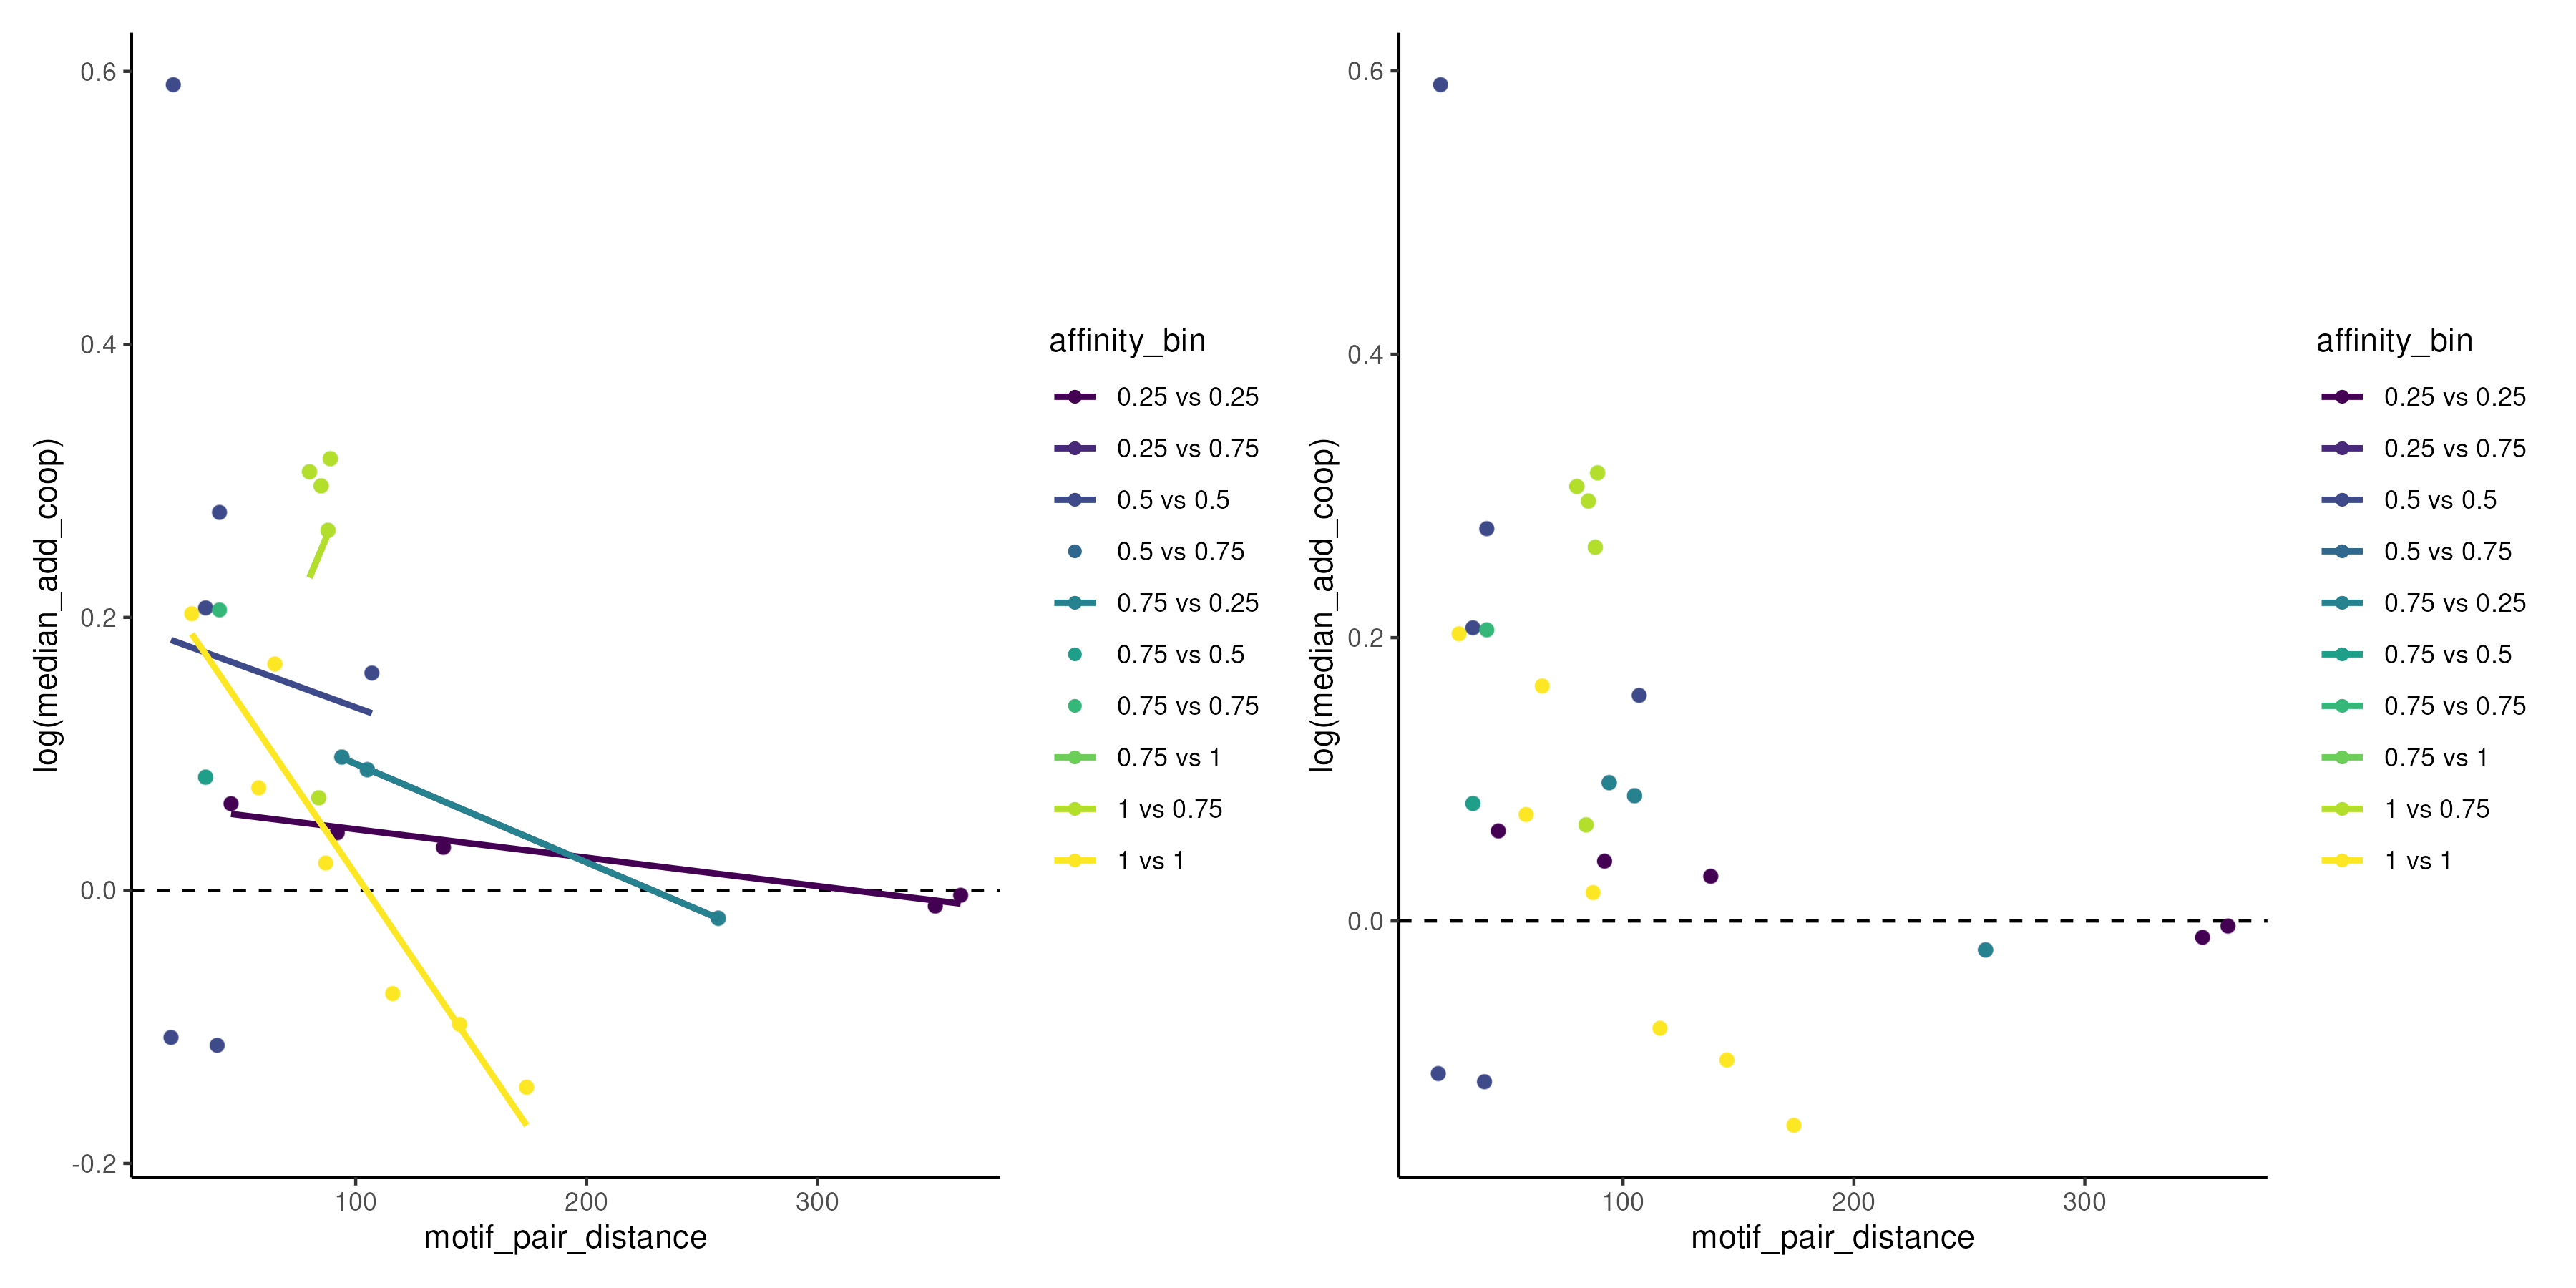 log(median_add_coop)
0.6
0.4
0.2
0.0
-0.2
100
200
300
motif_pair_distance
affinity_bin
0.25 vs 0.25
0.25 vs 0.75
0.5 vs 0.5
0.5 vs 0.75
0.75 vs 0.25
0.75 vs 0.5
0.75 vs 0.75
0.75 vs 1
1 vs 0.75
1 vs 1
log(median_add_coop)
0.6
0.4
0.2
0.0
100
200
300
motif_pair_distance
affinity_bin
0.25 vs 0.25
0.25 vs 0.75
0.5 vs 0.5
0.5 vs 0.75
0.75 vs 0.25
0.75 vs 0.5
0.75 vs 0.75
0.75 vs 1
1 vs 0.75
1 vs 1